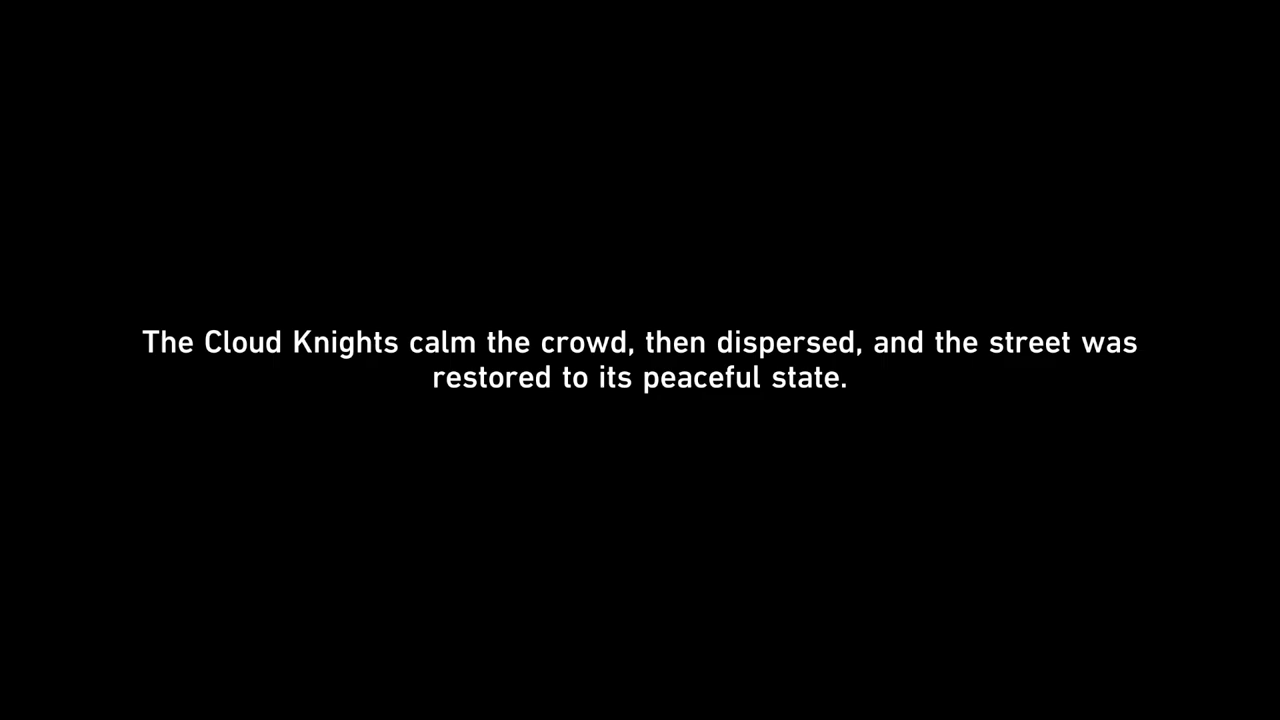 The Cloud Knights calm the crowd, then dispersed, and the street was
restored to its peaceful state.